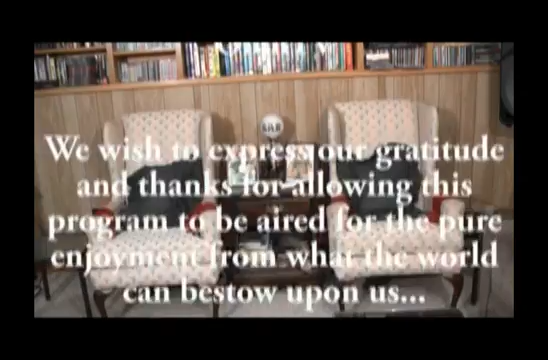 We wish to express our gratitude
and thanks for allowing this
program to be aired for the pure
enjoyment from what the world
can bestow upon us...